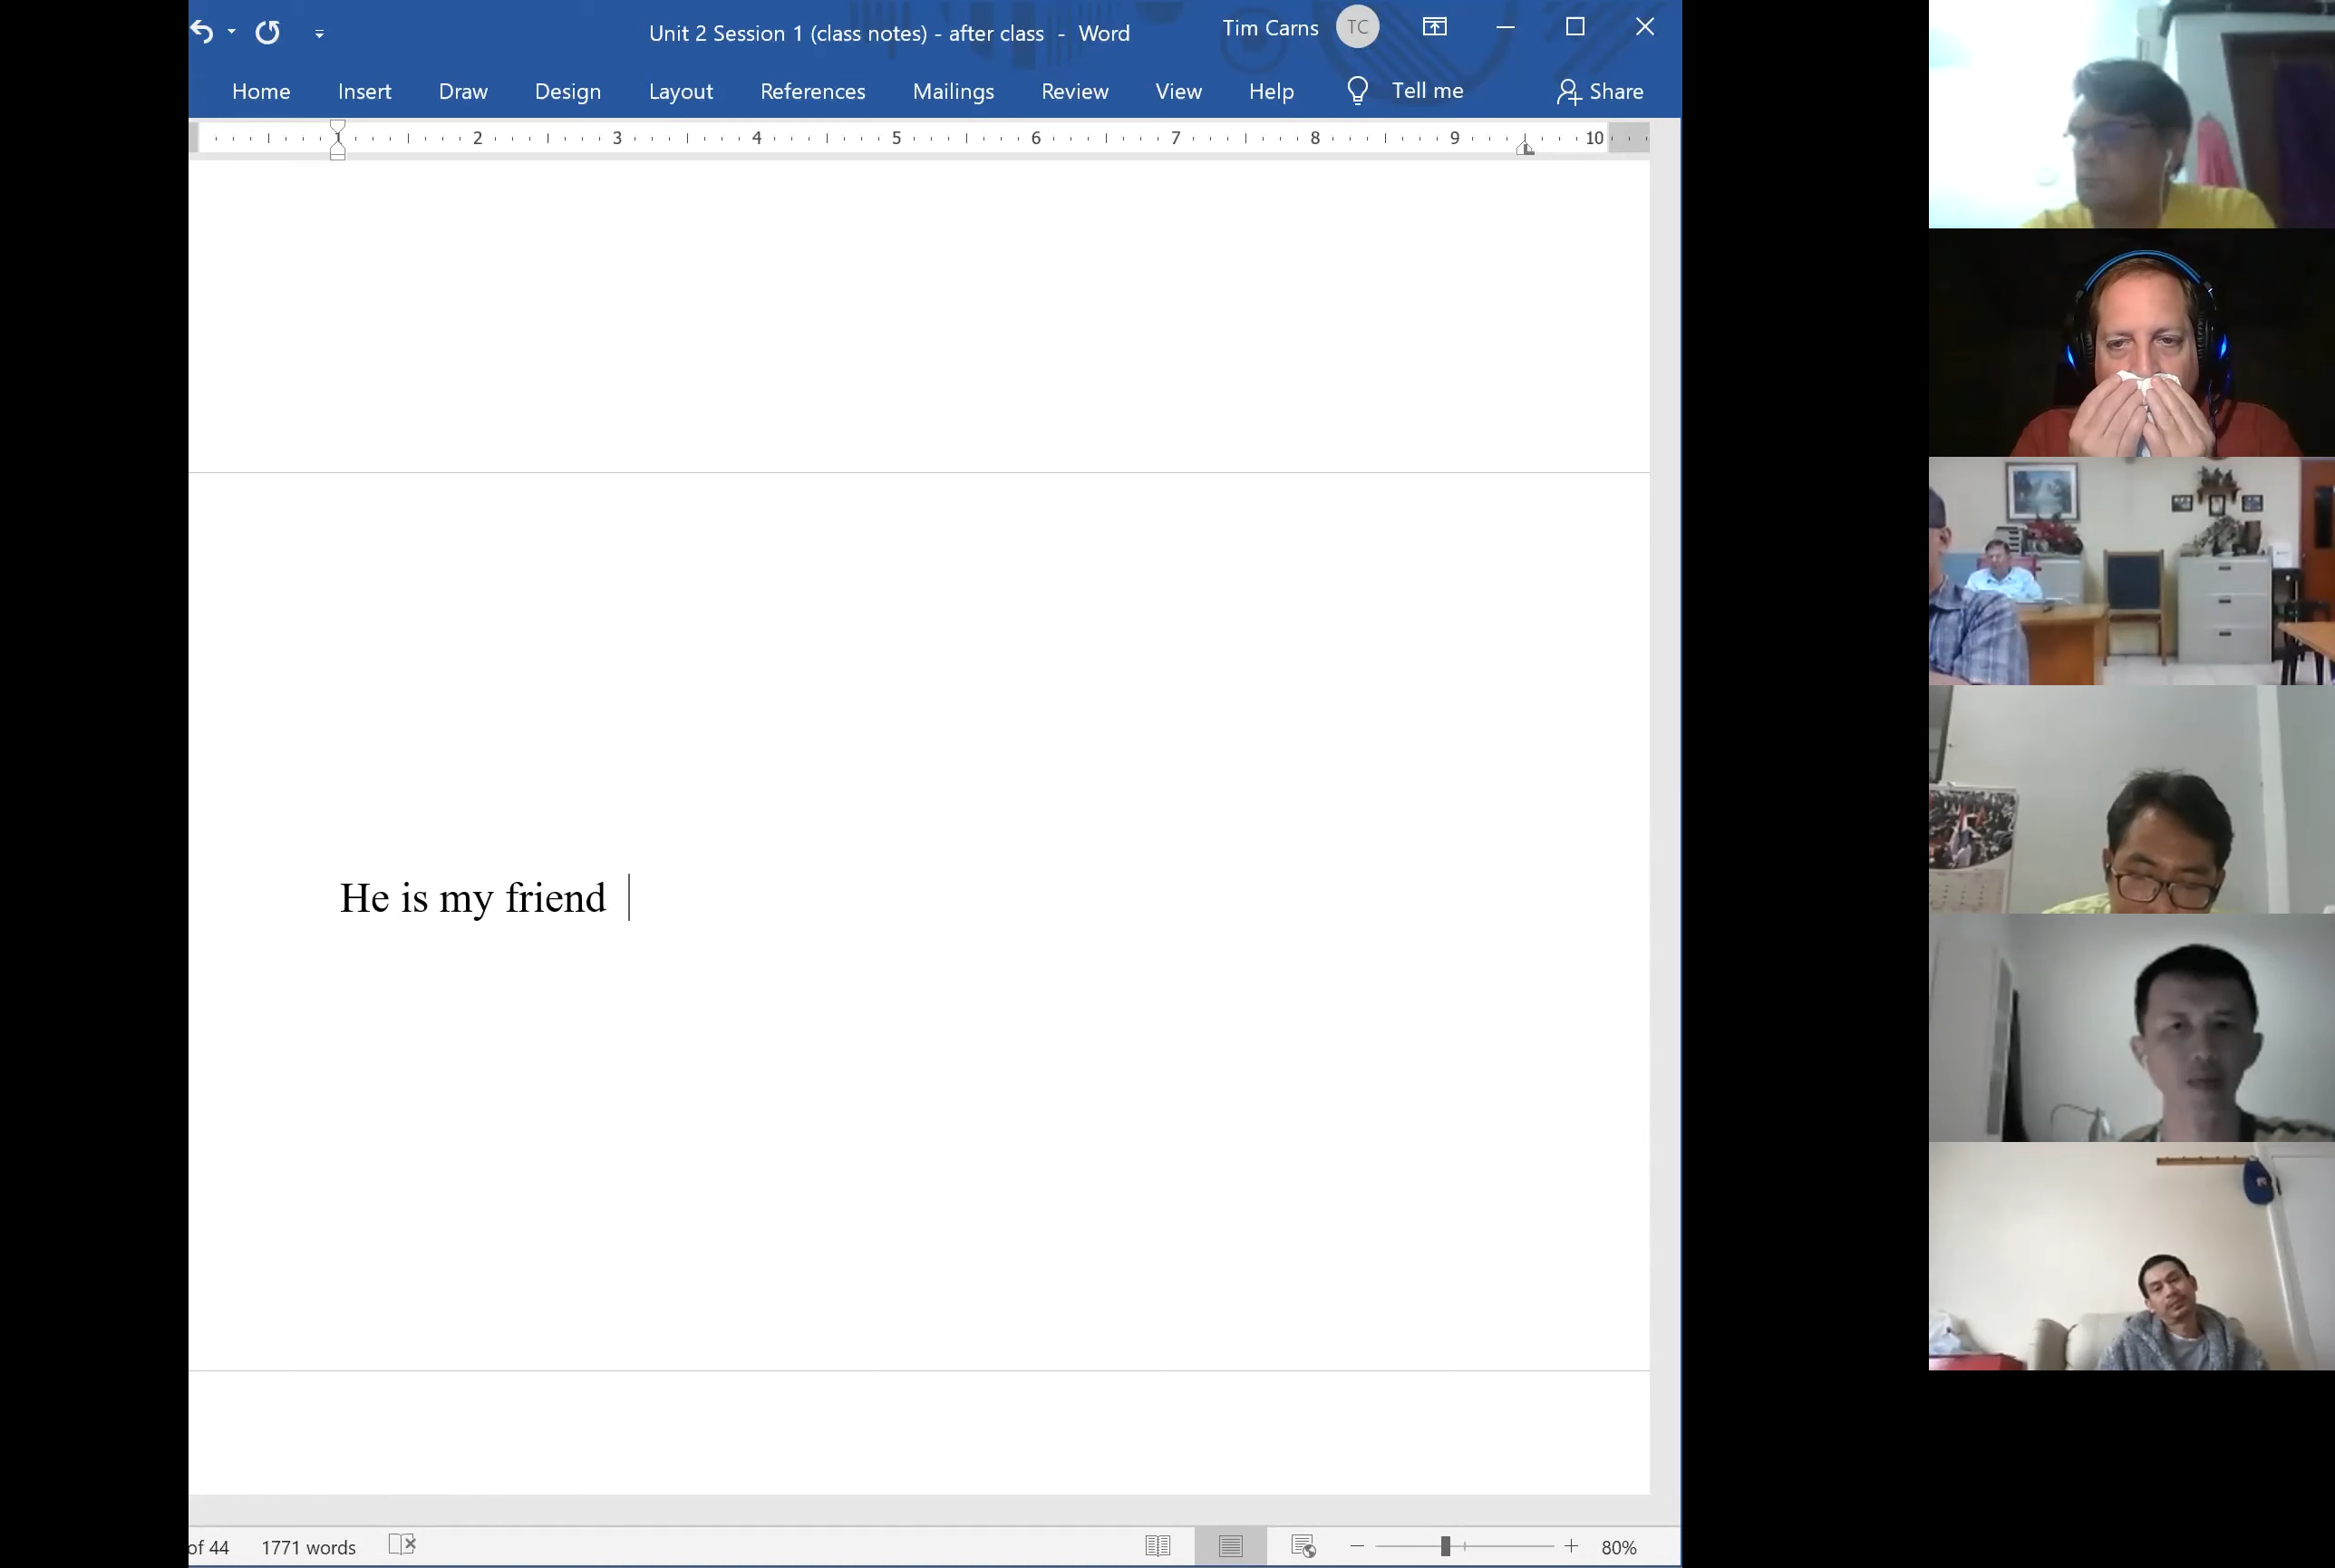 Unit 2 Session 1 (class notes) - after class - Word
Tim Carns TC
Home Insert Draw Design Layout References Mailings Review View Help Tell me Share
1 2 3 4 5 6 7 8 9 10
He is my friend
of 44 1771 words
80%